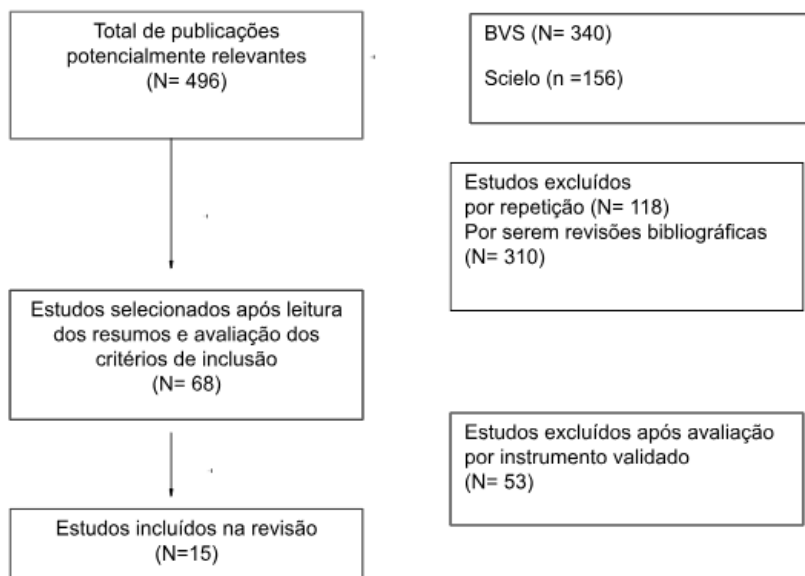 Total de publicações
potencialmente relevantes
(N= 496)
BVS (N= 340)
Scielo (n =156)
Estudos excluídos
por repetição (N= 118)
Por serem revisões bibliográficas
(N= 310)
Estudos selecionados após leitura
dos resumos e avaliação dos
critérios de inclusão
(N= 68)
Estudos excluídos após avaliação
por instrumento validado
(N= 53)
Estudos incluídos na revisão
(N=15)